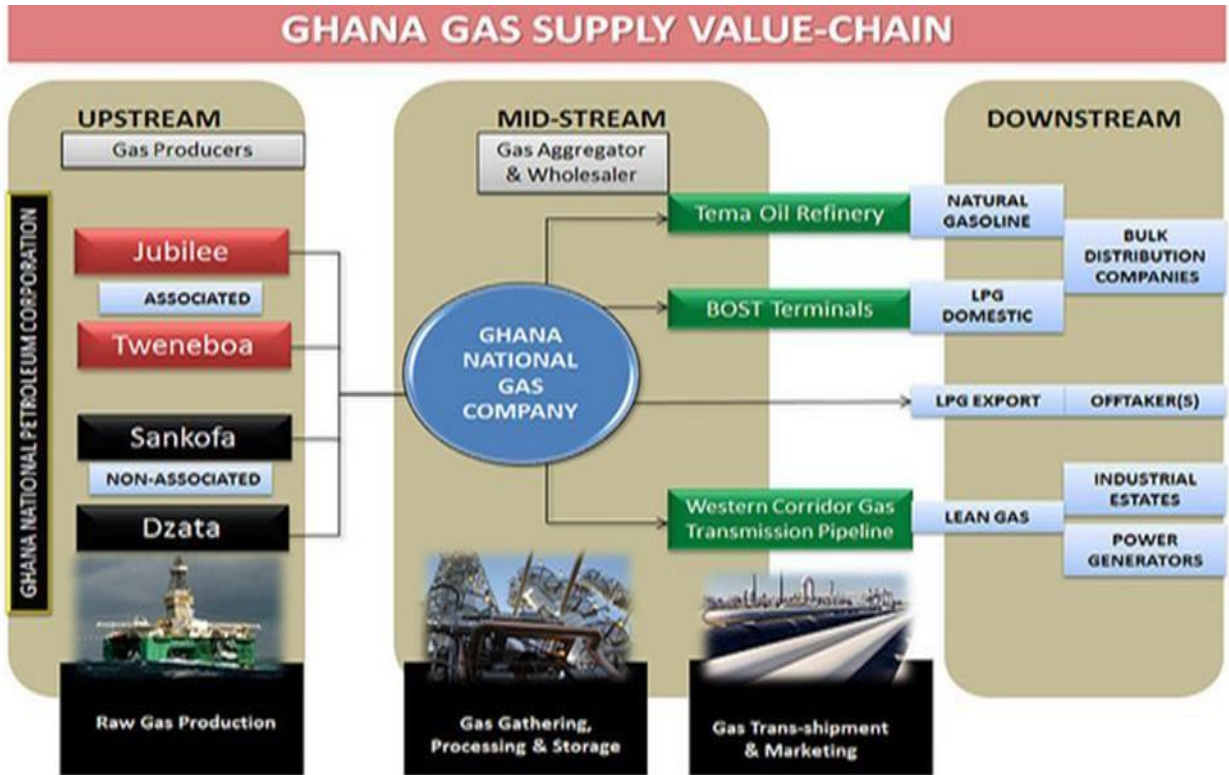 GHANA GAS SUPPLY VALUE-CHAIN
UPSTREAM
Gas Producers
GHANA NATIONAL PETROLEUM CORPORATION
Jubilee
ASSOCIATED
Tweneboa
Sankofa
NON-ASSOCIATED
Dzata
Raw Gas Production
MID-STREAM
Gas Aggregator
& Wholesaler
GHANA
NATIONAL
GAS
COMPANY
Tema Oil Refinery
BOST Terminals
Western Corridor Gas
Transmission Pipeline
Gas Gathering,
Processing & Storage
Gas Trans-shipment
& Marketing
DOWNSTREAM
NATURAL
GASOLINE
LPG
DOMESTIC
BULK
DISTRIBUTION
COMPANIES
LPG EXPORT
OFFTAKER(S)
LEAN GAS
INDUSTRIAL
ESTATES
POWER
GENERATORS